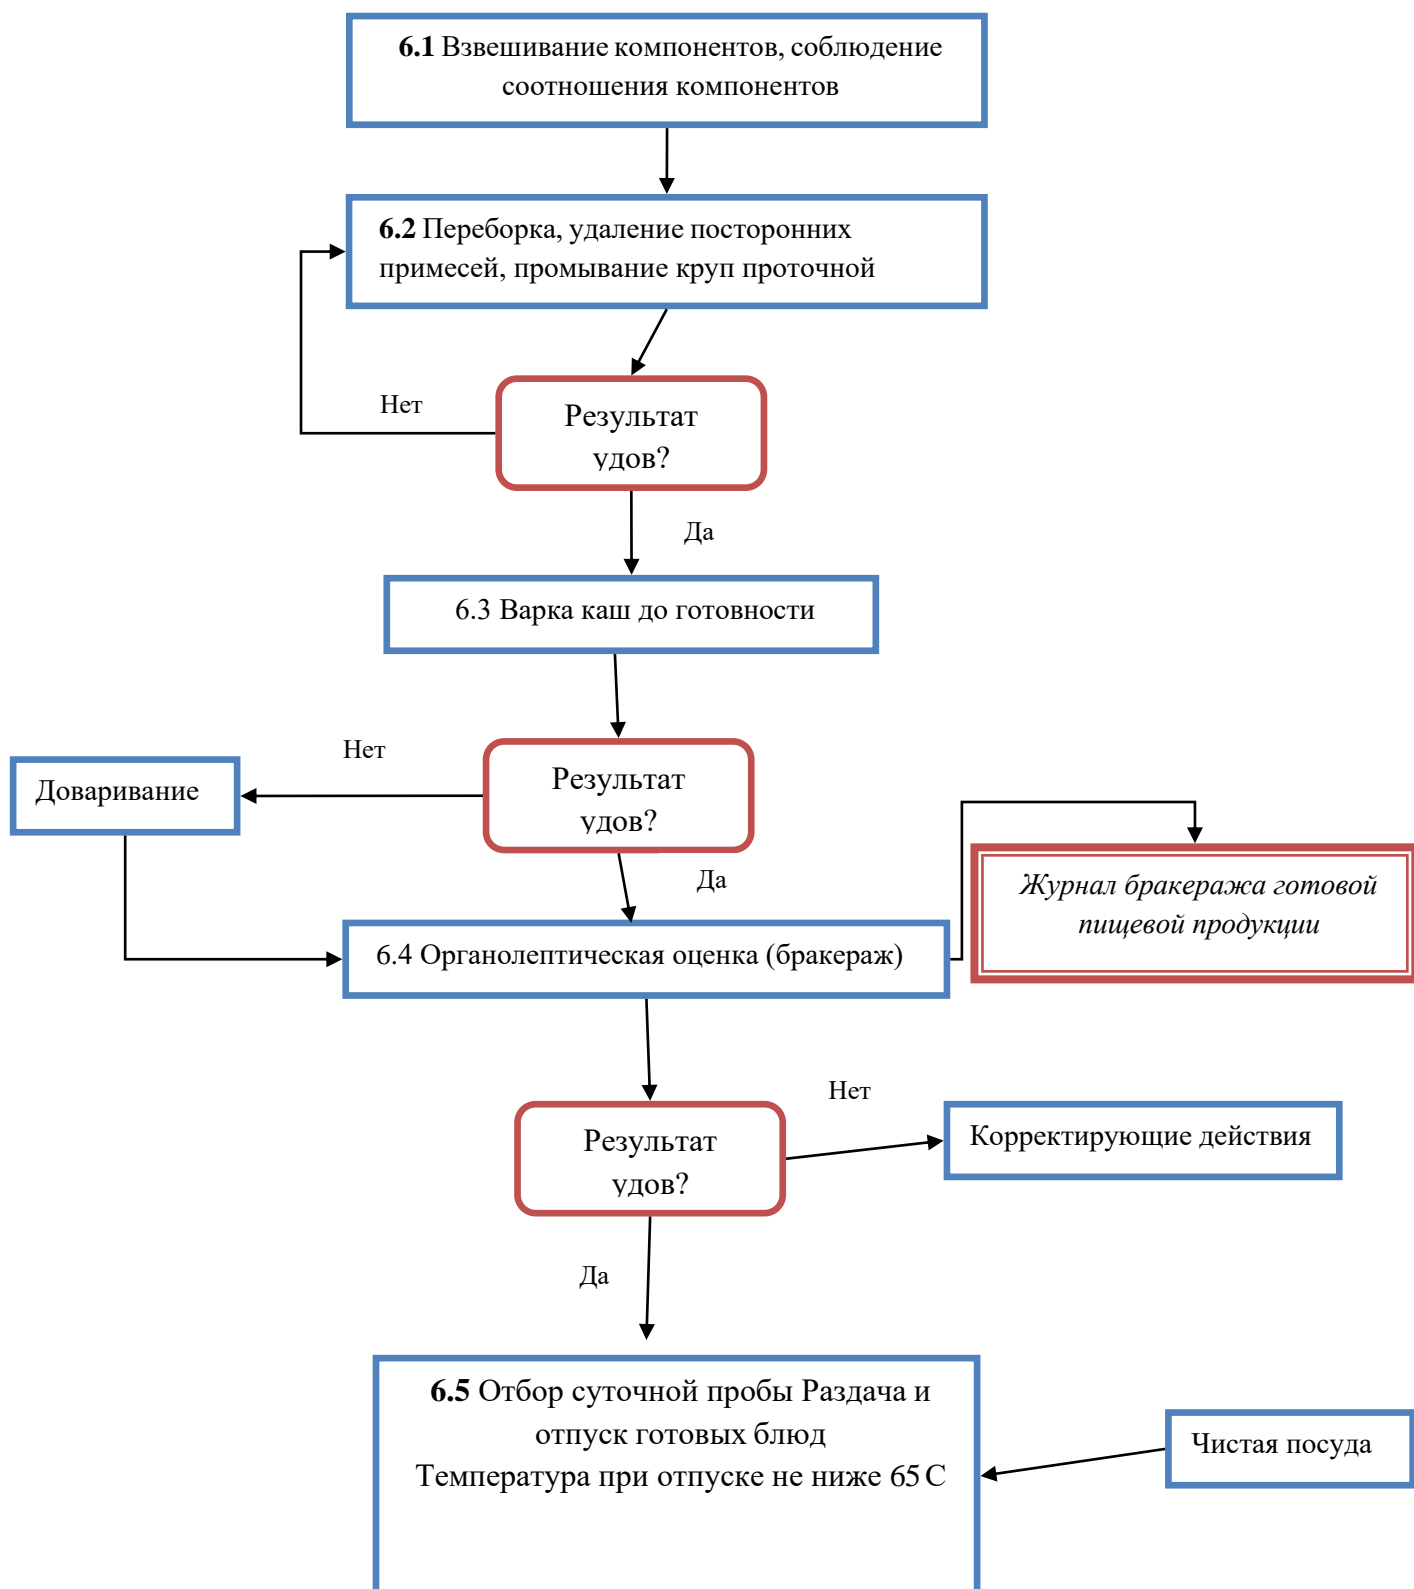 6.1 Взвешивание компонентов, соблюдение
соотношения компонентов
6.2 Переборка, удаление посторонних
примесей, промывание круп проточной
Нет
Результат
удов?
Да
6.3 Варка каш до готовности
Нет
Доваривание
Результат
удов?
Да
Журнал бракеража готовой
пищевой продукции
6.4 Органолептическая оценка (бракераж)
Нет
Результат
удов?
Корректирующие действия
Да
6.5 Отбор суточной пробы Раздача и
отпуск готовых блюд
Температура при отпуске не ниже 65 С
Чистая посуда